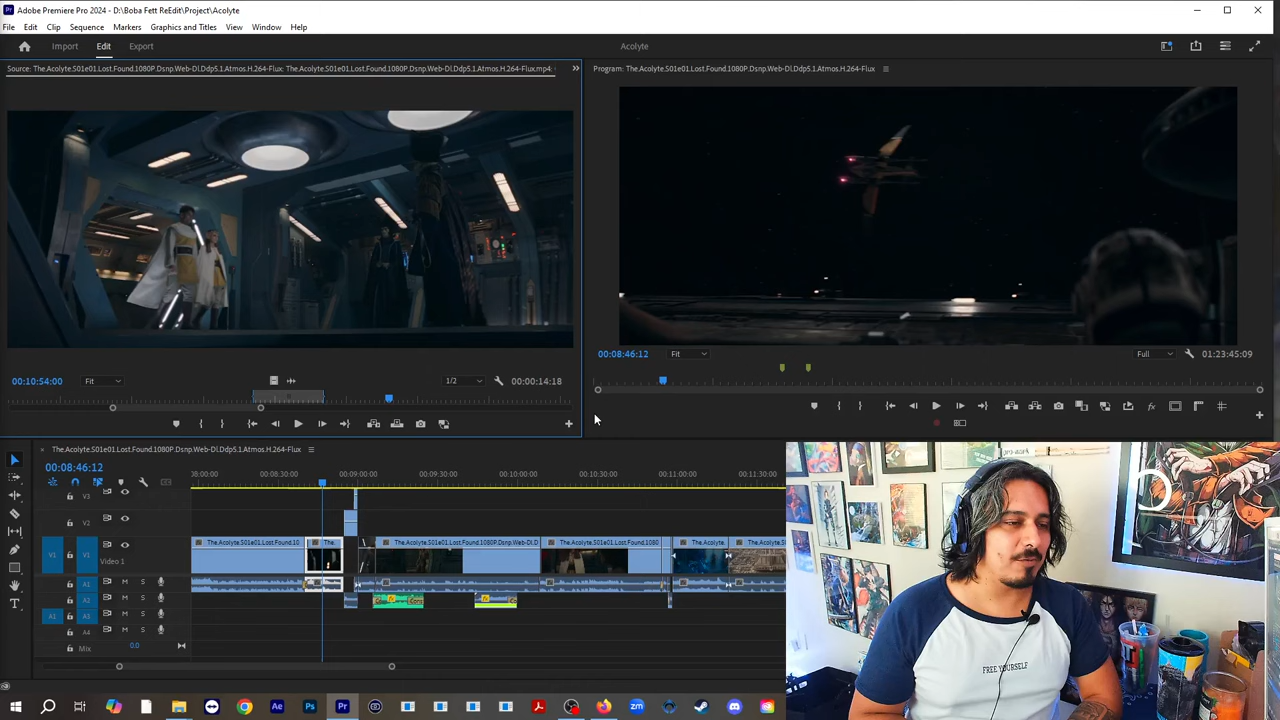 Adobe Premiere Pro 2024 - D:\Boba Fett ReEdit\Project\Acolyte
File Edit Clip Sequence Markers Graphics and Titles View Window Help
Import Edit Export Acolyte
Source: The.Acolyte.S01e01.Lost.Found.1080P.Dsnp.Web-Dl.Ddp5.1.Atmos.H.264-Flux: The.Acolyte.S01e01.Lost.Found.1080P.Dsnp.Web-Dl.Ddp5.1.Atmos.H.264-Flux.mp4:
Program: The.Acolyte.S01e01.Lost.Found.1080P.Dsnp.Web-Dl.Ddp5.1.Atmos.H.264-Flux
00:10:54:00 Fit 1/2 00:00:14:18
00:08:46:12 Fit Full 01:23:45:09
The.Acolyte.S01e01.Lost.Found.1080P.Dsnp.Web-Dl.Ddp5.1.Atmos.H.264-Flux
00:08:46:12
:08:00:00 00:08:30:00 00:09:00:00 00:09:30:00 00:10:00:00 00:10:30:00 00:11:00:00 00:11:30:00
V3
V2
V1 V1 Video 1
The.Acolyte.S01e01.Lost.Found.10 The. The.Acolyte.S01e01.Lost.Found.1080P.Dsnp.Web-Dl.D The.Acolyte.S01e01.Lost.Found.1080 The.Acolyte. The.Acolyte.S01
A1 M S
A2 M S
A1 A3 M S
A4 M S
Mix 0.0
FREE YOURSELF